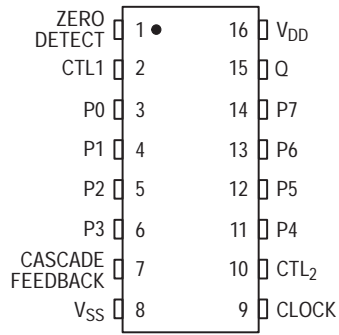 ZERO
DETECT 1 16 VDD
CTL1 2 15 Q
P0 3 14 P7
P1 4 13 P6
P2 5 12 P5
P3 6 11 P4
CASCADE
FEEDBACK 7 10 CTL2
VSS 8 9 CLOCK